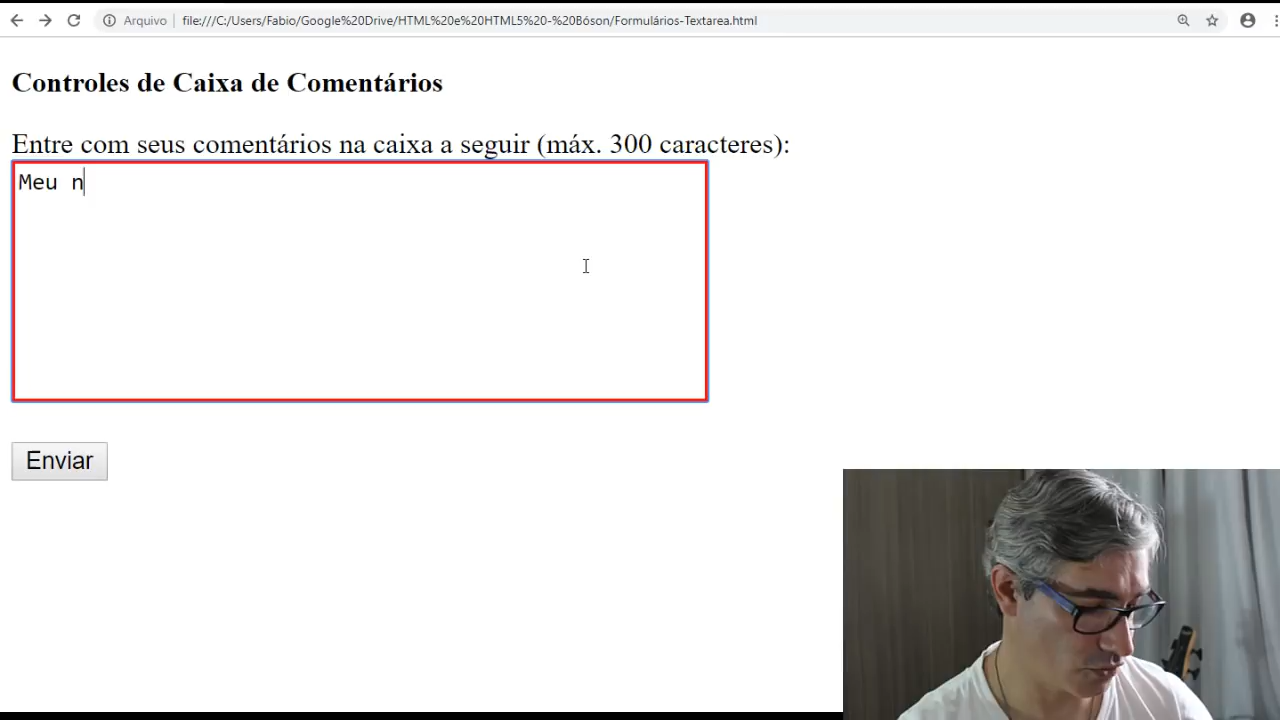 Arquivo
file:///C:/Users/Fabio/Google%20Drive/HTML%20e%20HTML5%20-%20Bóson/Formulários-Textarea.html
Controles de Caixa de Comentários
Entre com seus comentários na caixa a seguir (máx. 300 caracteres):
Meu n
Enviar